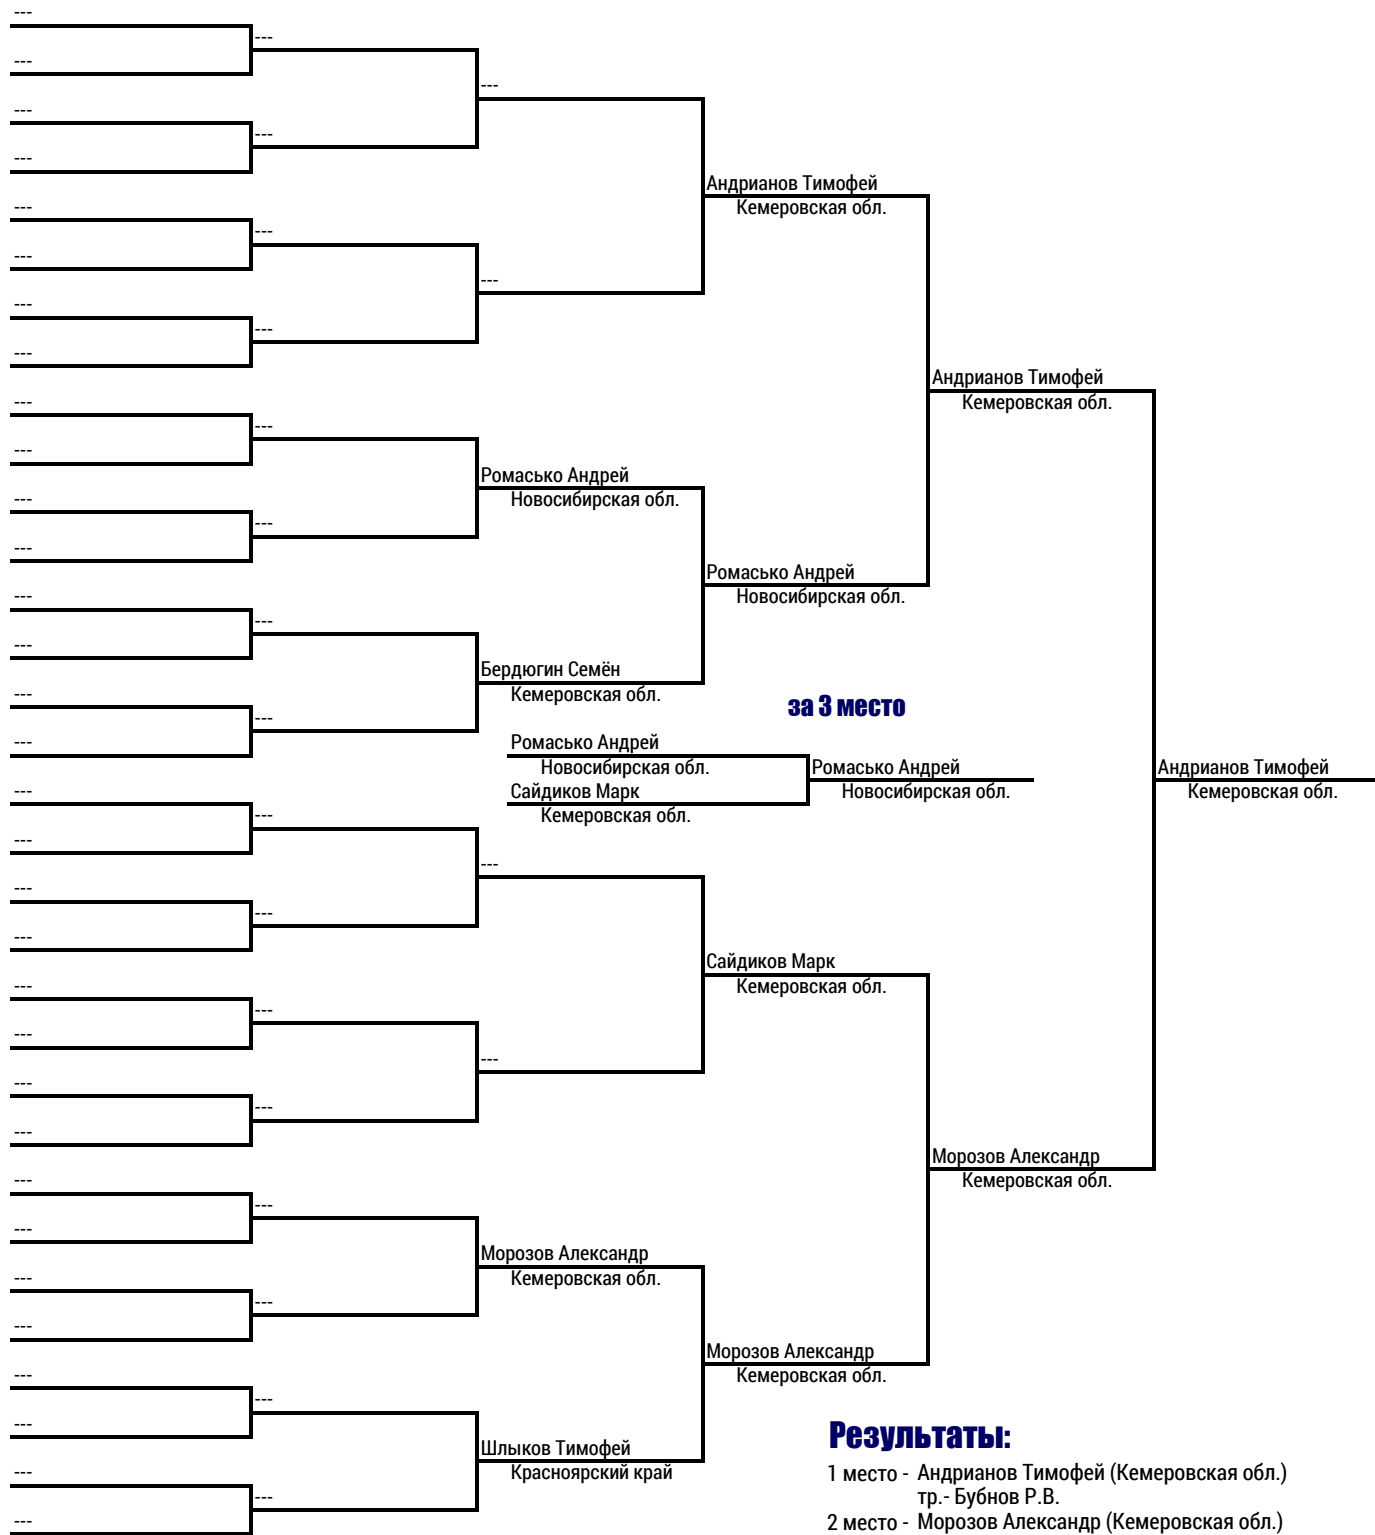 ---
---
---
---
---
---
---
---
---
---
---
---
---
---
Андрианов Тимофей
Кемеровская обл.
Андрианов Тимофей
Кемеровская обл.
---
---
---
---
---
---
Ромасько Андрей
Новосибирская обл.
Ромасько Андрей
Новосибирская обл.
---
---
---
---
---
---
Бердюгин Семён
Кемеровская обл.
за 3 место
Ромасько Андрей
Новосибирская обл.
Сайдиков Марк
Кемеровская обл.
Ромасько Андрей
Новосибирская обл.
Андрианов Тимофей
Кемеровская обл.
---
---
---
---
---
---
---
---
---
---
---
---
---
---
Сайдиков Марк
Кемеровская обл.
Морозов Александр
Кемеровская обл.
---
---
---
---
---
---
Морозов Александр
Кемеровская обл.
Морозов Александр
Кемеровская обл.
---
---
---
---
---
---
Шлыков Тимофей
Красноярский край
Результаты:
1 место - Андрианов Тимофей (Кемеровская обл.)
тр.- Бубнов Р.В.
2 место - Морозов Александр (Кемеровская обл.)